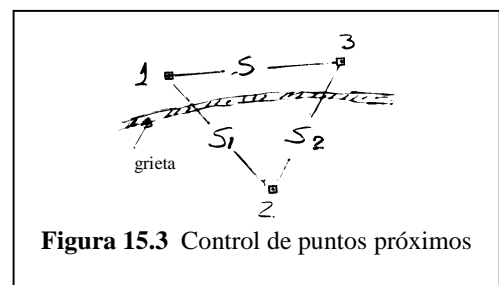 3
1 S
S1 S2
grieta
2.
Figura 15.3 Control de puntos próximos